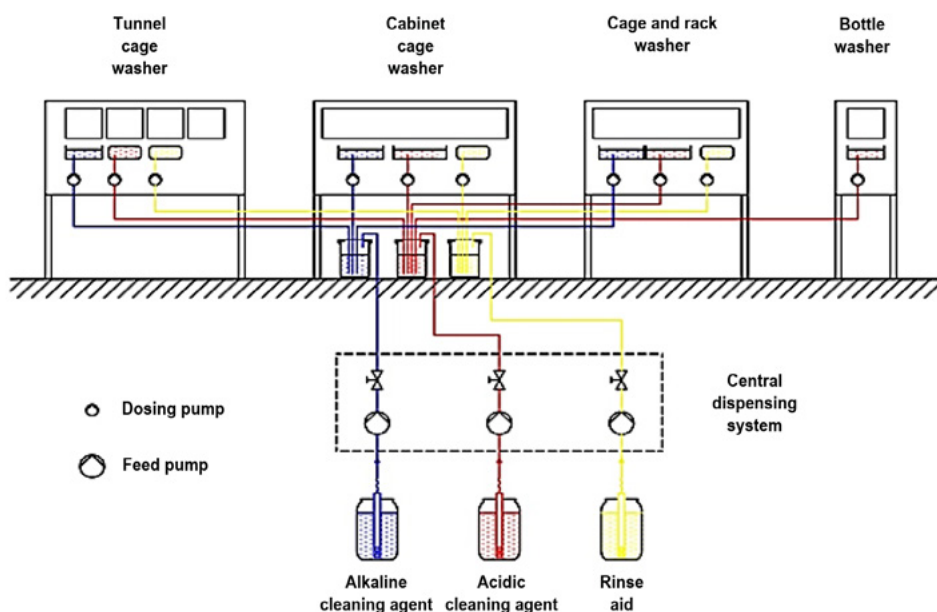 Tunnel
cage
washer
Cabinet
cage
washer
Cage and rack
washer
Bottle
washer
Central
dispensing
system
Dosing pump
Feed pump
Alkaline
cleaning agent
Acidic
cleaning agent
Rinse
aid